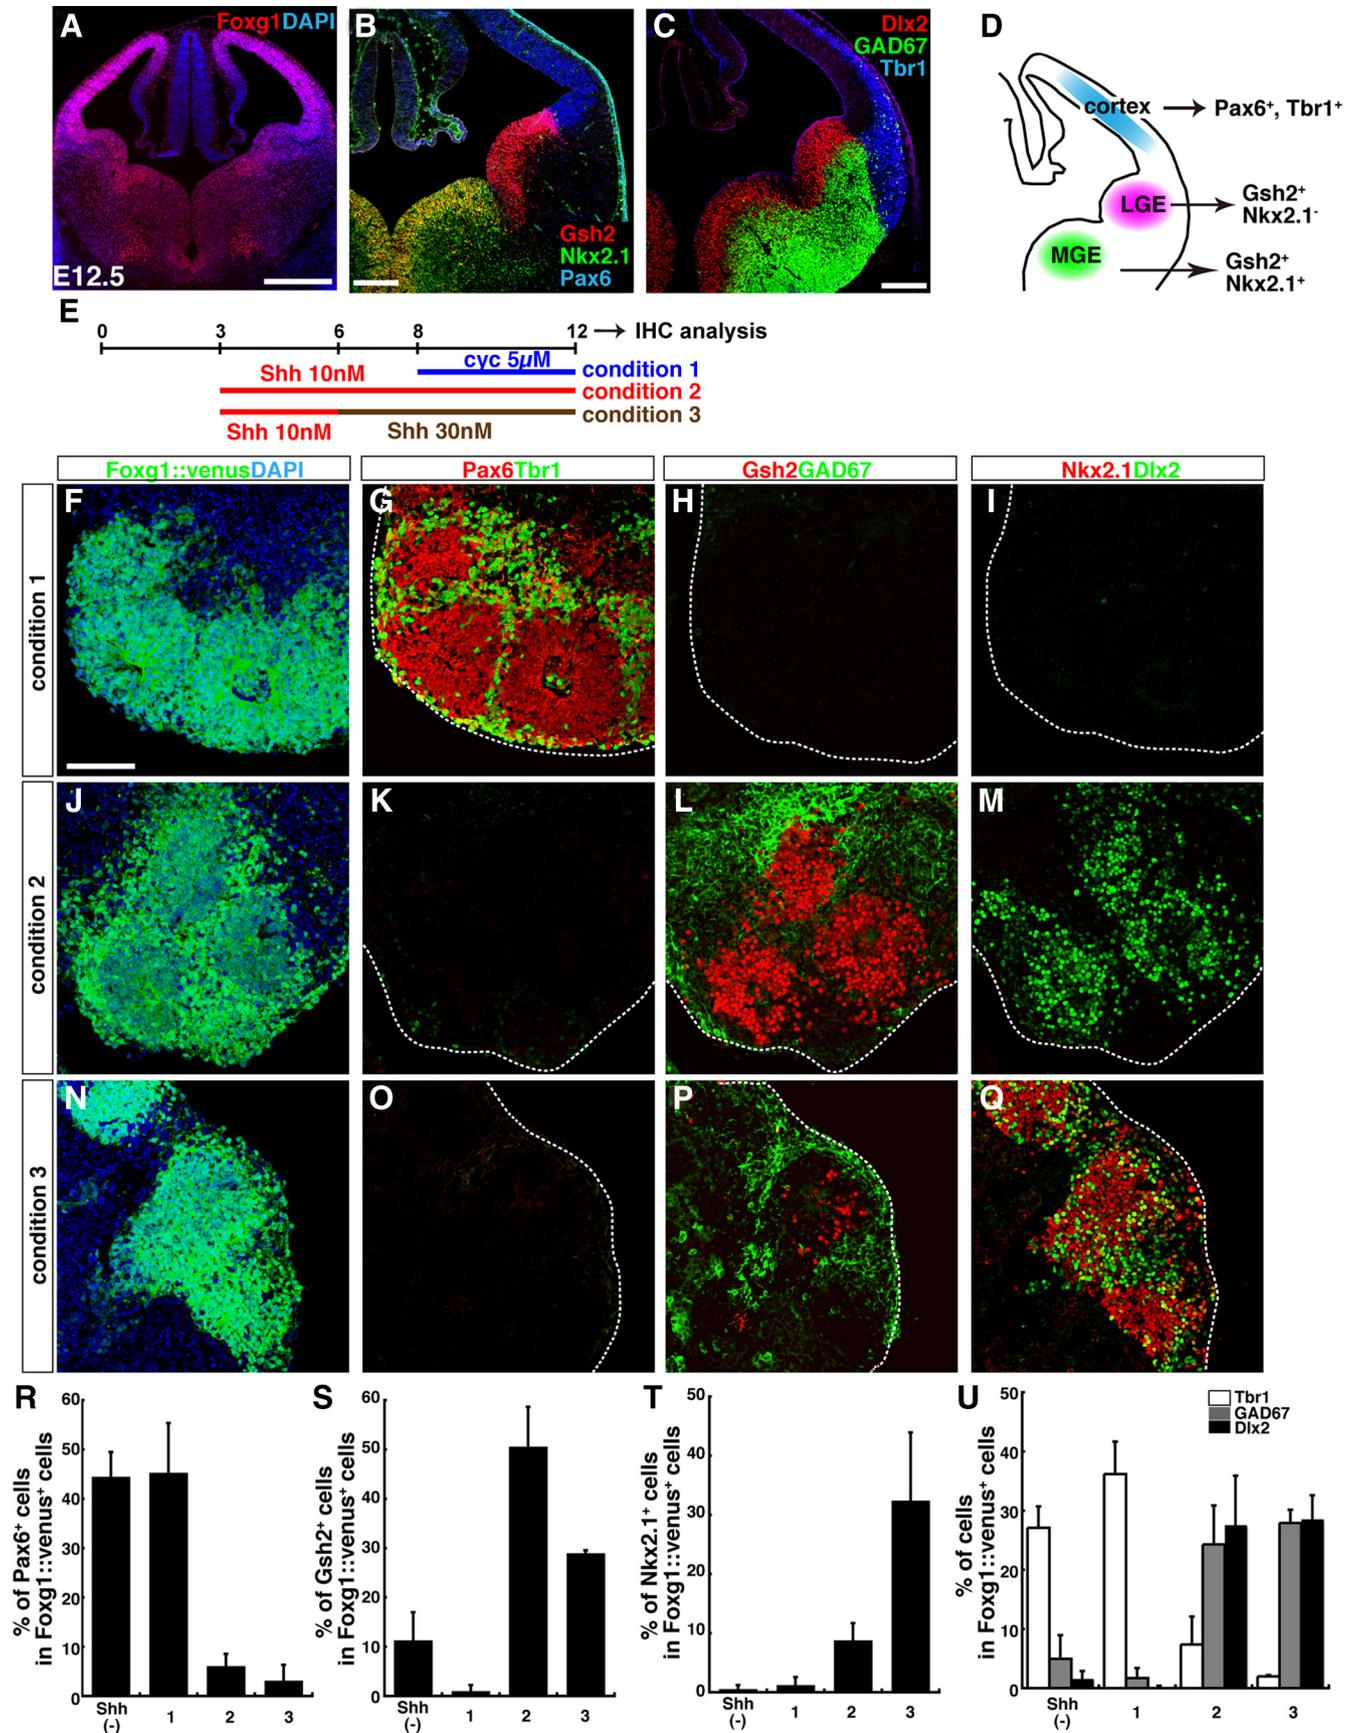 A
Foxg1DAPI
E12.5
B
Gsh2
Nkx2.1
Pax6
C
Dlx2
GAD67
Tbr1
D
cortex
Pax6⁺, Tbr1⁺
LGE
Gsh2⁺
Nkx2.1⁻
MGE
Gsh2⁺
Nkx2.1⁺
E
0 3 6 8 12 → IHC analysis
cyc 5µM
Shh 10nM
condition 1
condition 2
condition 3
Shh 10nM Shh 30nM
Foxg1::venusDAPI
Pax6Tbr1
Gsh2GAD67
Nkx2.1Dlx2
condition 1
F
G
H
I
condition 2
J
K
L
M
condition 3
N
O
P
Q
R
% of Pax6⁺ cells
in Foxg1::venus⁺ cells
60
50
40
30
20
10
0
Shh
(-)
1 2 3
S
% of Gsh2⁺ cells
in Foxg1::venus⁺ cells
60
50
40
30
20
10
0
Shh
(-)
1 2 3
T
% of Nkx2.1⁺ cells
in Foxg1::venus⁺ cells
50
40
30
20
10
0
Shh
(-)
1 2 3
U
Tbr1
GAD67
Dlx2
% of cells
in Foxg1::venus⁺ cells
50
40
30
20
10
0
Shh
(-)
1 2 3